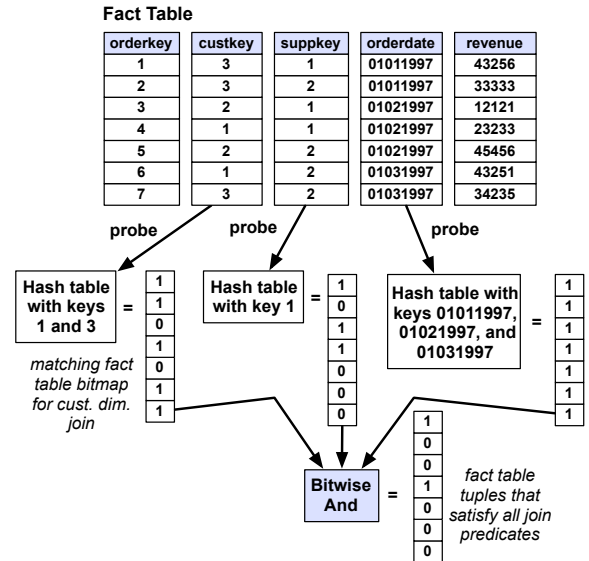 Fact Table
orderkey custkey suppkey orderdate revenue
1 3 1 01011997 43256
2 3 2 01011997 33333
3 2 1 01021997 12121
4 1 1 01021997 23233
5 2 2 01021997 45456
6 1 2 01031997 43251
7 3 2 01031997 34235
probe
probe
probe
Hash table
with keys
1 and 3
=
1
1
0
1
0
1
1
matching fact
table bitmap
for cust. dim.
join
Hash table
with key 1
=
1
0
1
1
0
0
0
Hash table with
keys 01011997,
01021997, and
01031997
=
1
1
1
1
1
1
1
Bitwise
And
=
1
0
0
1
0
0
0
fact table
tuples that
satisfy all join
predicates